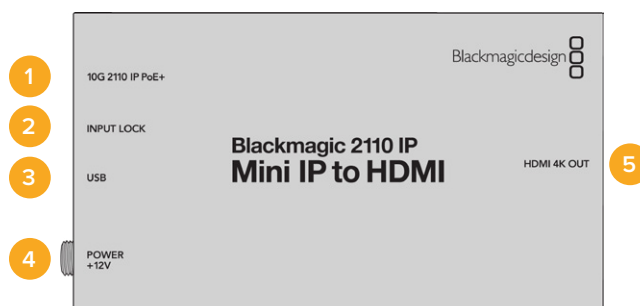 Blackmagicdesign
1
10G 2110 IP PoE+
2
INPUT LOCK
Blackmagic 2110 IP
Mini IP to HDMI
3
USB
HDMI 4K OUT
5
4
POWER
+12V